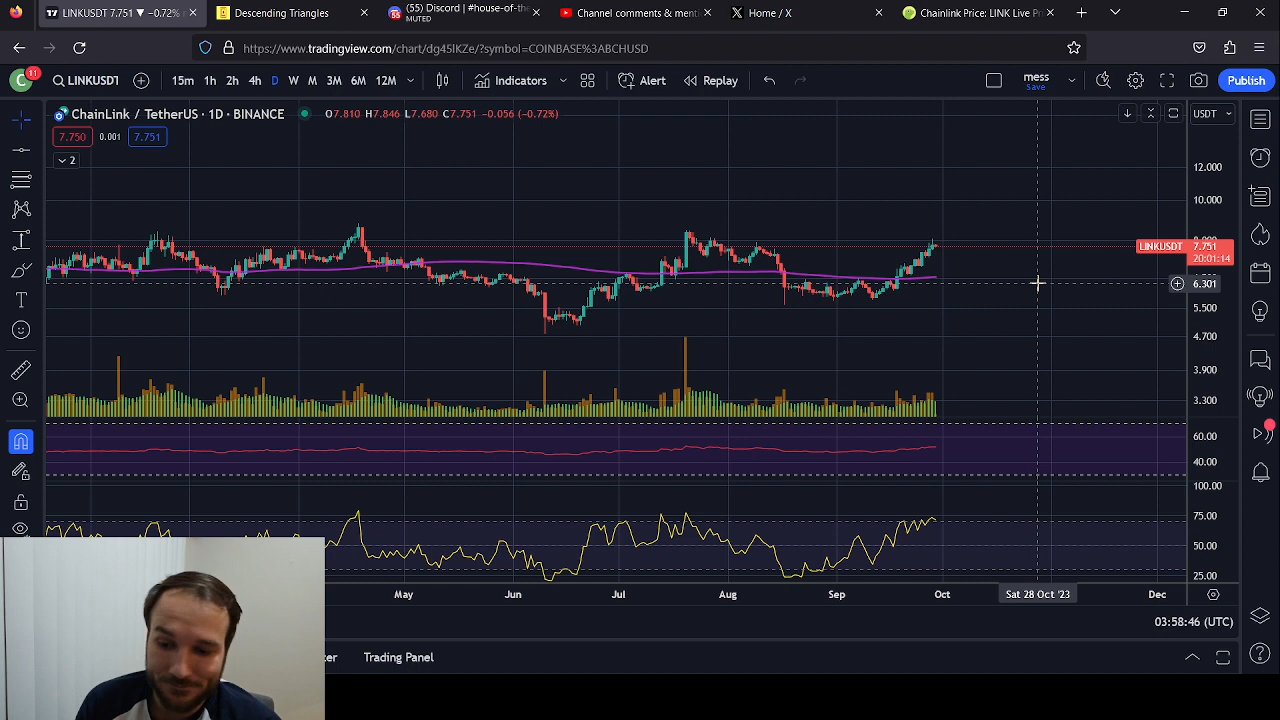 LINKUSDT 7.751 ▼ −0.72%
Descending Triangles
(55) Discord | #house-of-the
MUTED
Channel comments & menti
Home / X
Chainlink Price: LINK Live Pri
https://www.tradingview.com/chart/dg45lKZe/?symbol=COINBASE%3ABCHUSD
C
11
LINKUSDT
15m 1h 2h 4h D W M 3M 6M 12M
Indicators
Alert
Replay
mess
Save
Publish
ChainLink / TetherUS · 1D · BINANCE
O7.810 H7.846 L7.680 C7.751 −0.056 (−0.72%)
USDT
7.750 0.001 7.751
2
12.000
10.000
LINKUSDT 7.751
20:01:14
6.301
5.500
4.700
3.900
3.300
60.00
40.00
100.00
75.00
50.00
25.00
May Jun Jul Aug Sep Oct Sat 28 Oct '23 Dec
03:58:46 (UTC)
Trading Panel